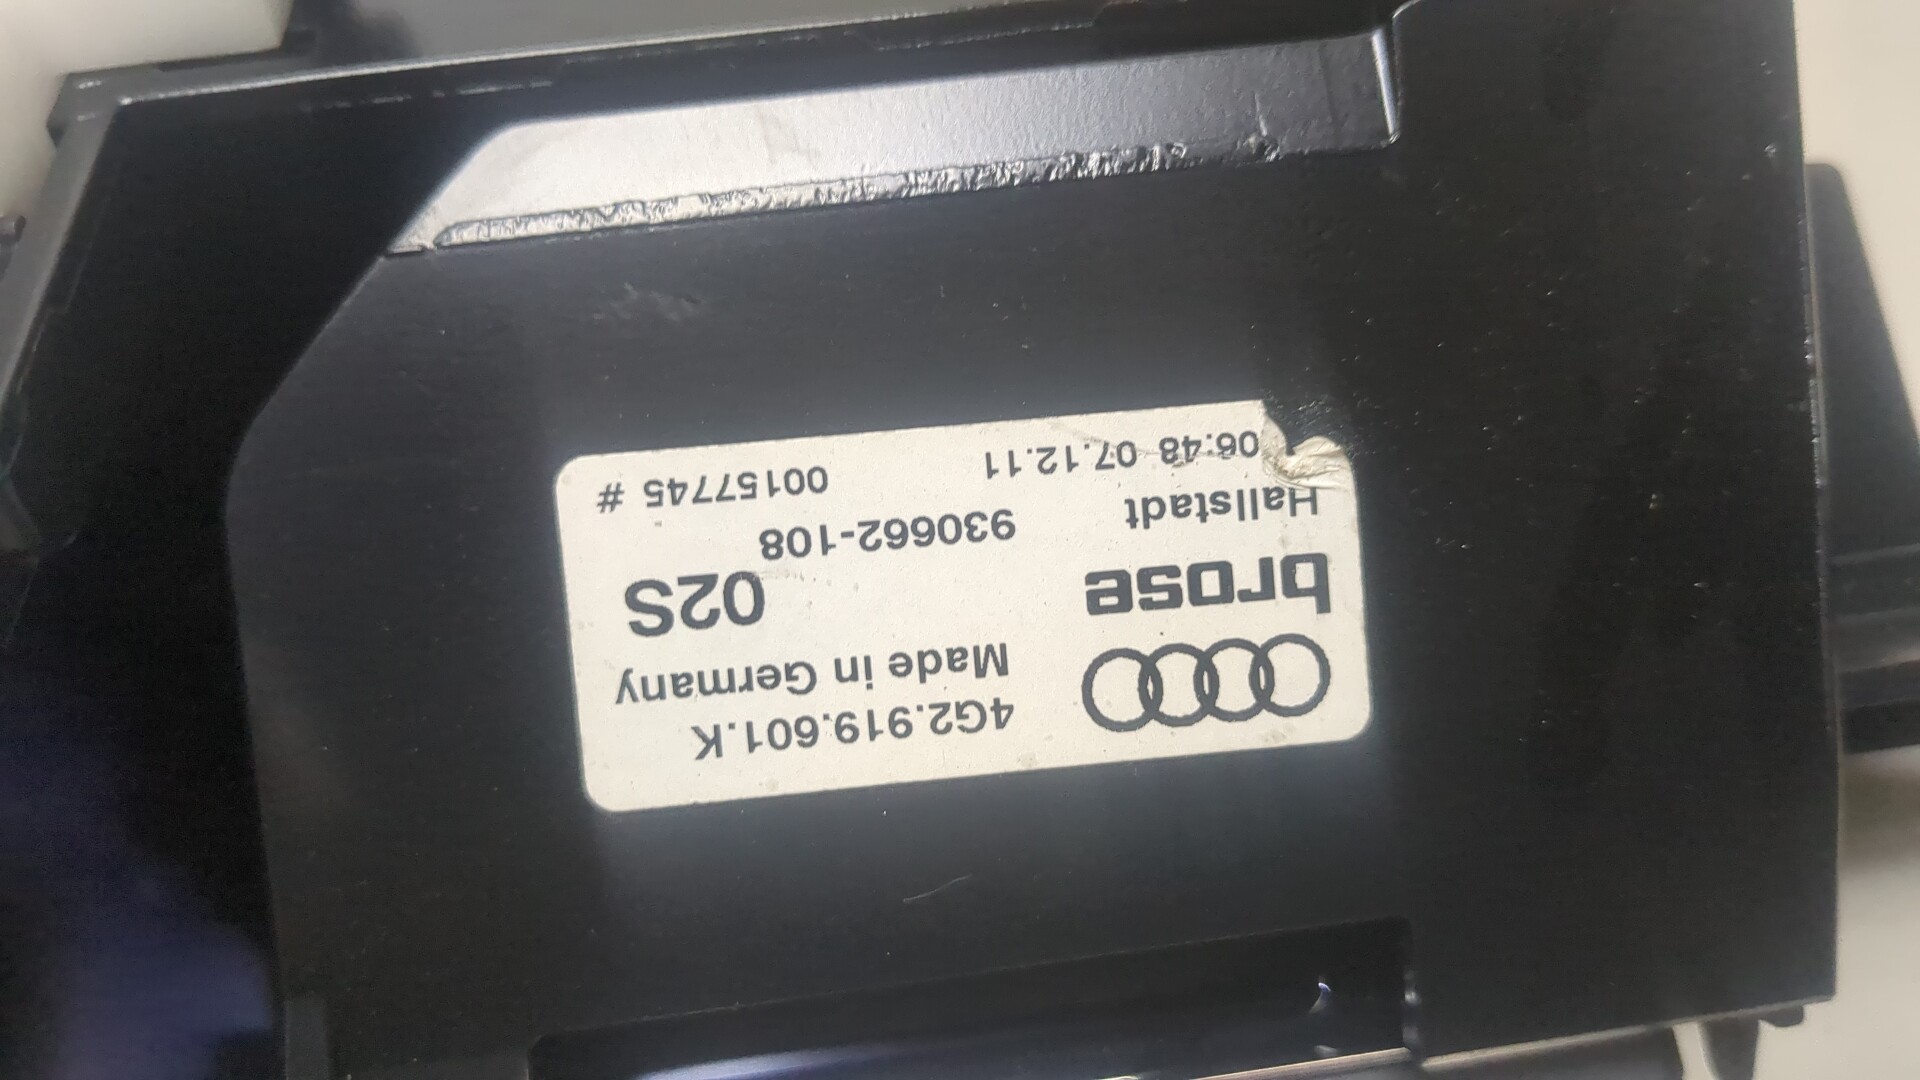 4G2.919.601.K
Made in Germany
brose 02S
Hallstadt 930662-108
06:48 07.12.11 00157745 #